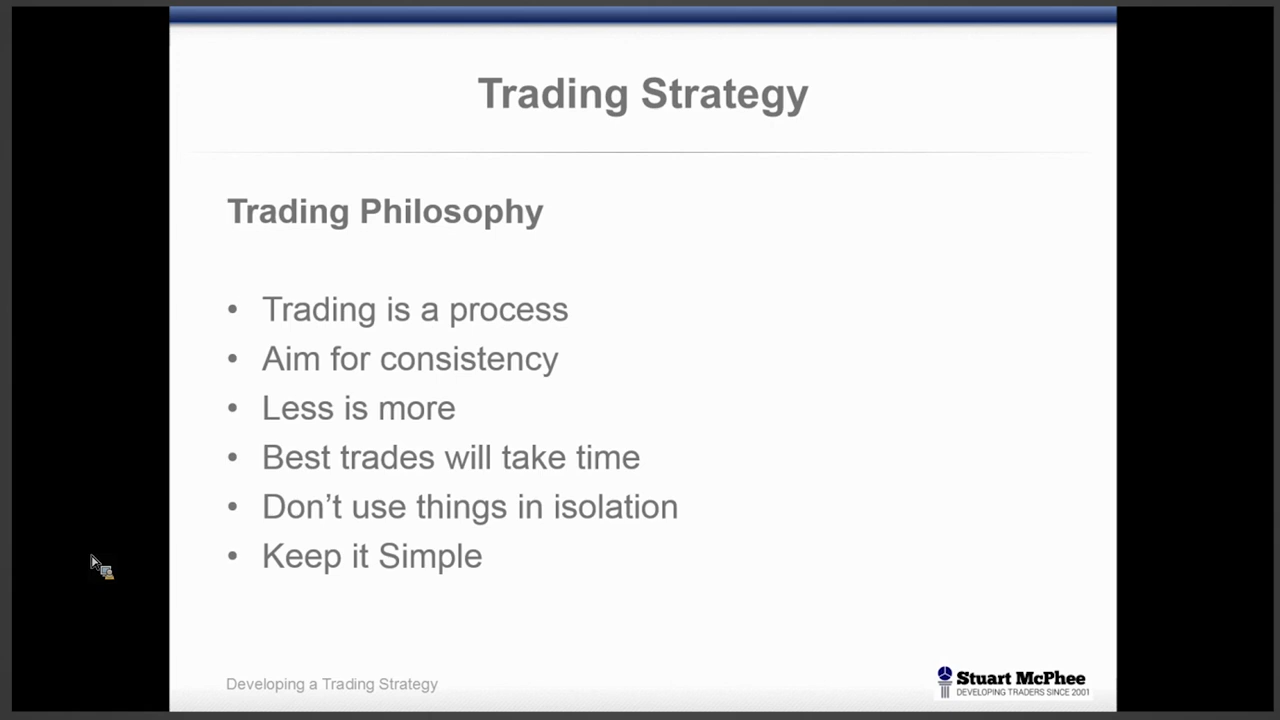 Trading Strategy
Trading Philosophy
• Trading is a process
• Aim for consistency
• Less is more
• Best trades will take time
• Don’t use things in isolation
• Keep it Simple
Developing a Trading Strategy
Stuart McPhee
DEVELOPING TRADERS SINCE 2001